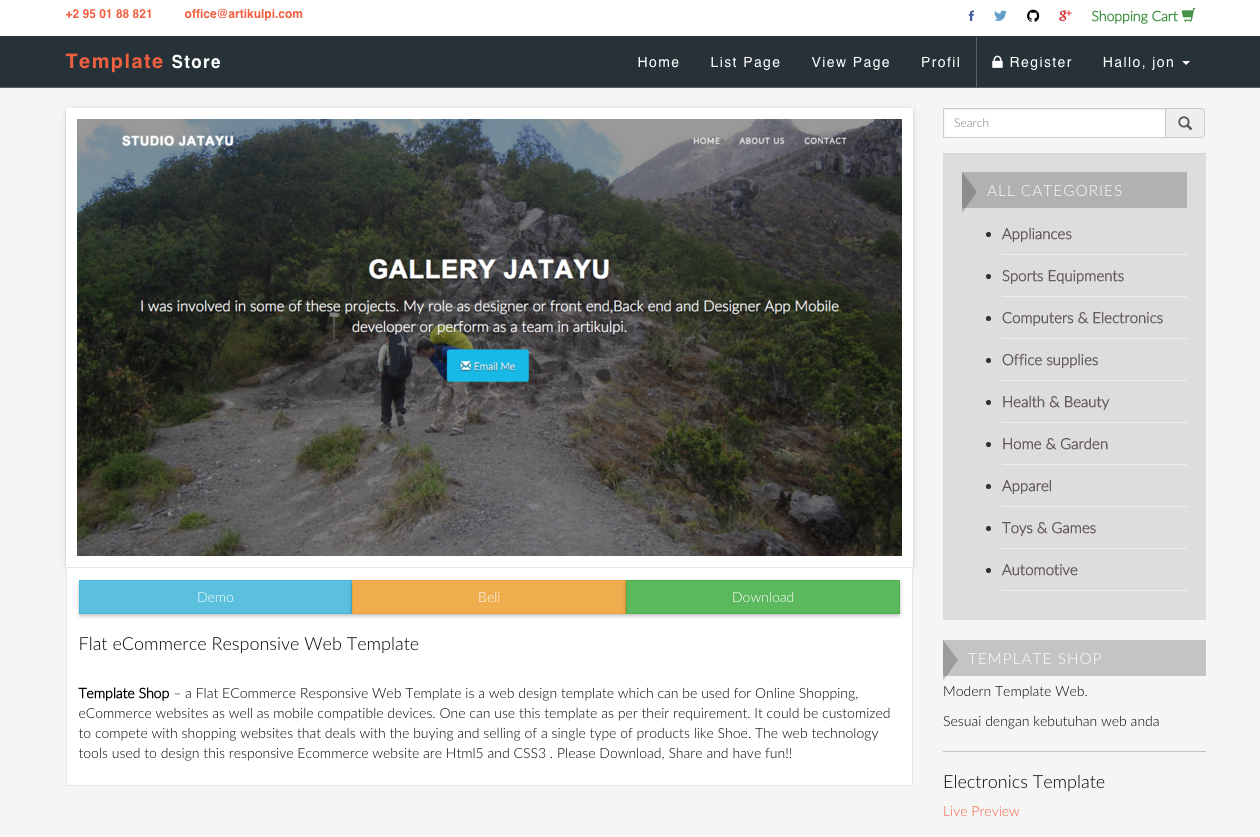 +2 95 01 88 821 office@artikulpi.com
Shopping Cart
Template Store
Home List Page View Page Profil Register Hallo, jon
STUDIO JATAYU
HOME ABOUT US CONTACT
GALLERY JATAYU
I was involved in some of these projects. My role as designer or front end,Back end and Designer App Mobile
developer or perform as a team in artikulpi.
Email Me
Demo Beli Download
Flat eCommerce Responsive Web Template
Template Shop – a Flat ECommerce Responsive Web Template is a web design template which can be used for Online Shopping,
eCommerce websites as well as mobile compatible devices. One can use this template as per their requirement. It could be customized
to compete with shopping websites that deals with the buying and selling of a single type of products like Shoe. The web technology
tools used to design this responsive Ecommerce website are Html5 and CSS3 . Please Download, Share and have fun!!
Search
ALL CATEGORIES
Appliances
Sports Equipments
Computers & Electronics
Office supplies
Health & Beauty
Home & Garden
Apparel
Toys & Games
Automotive
TEMPLATE SHOP
Modern Template Web.
Sesuai dengan kebutuhan web anda
Electronics Template
Live Preview